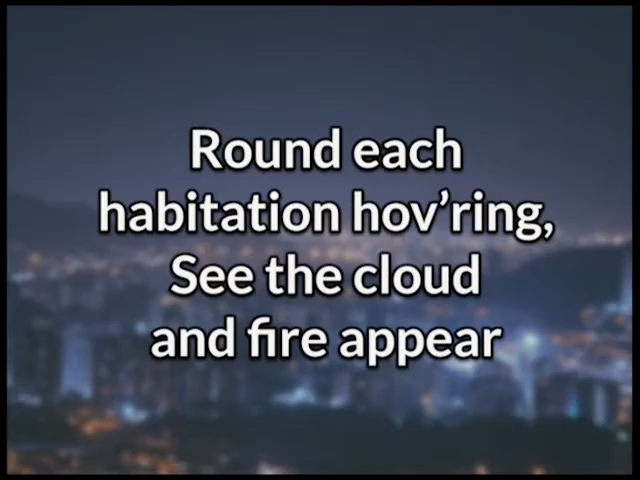 Round each
habitation hov’ring,
See the cloud
and fire appear